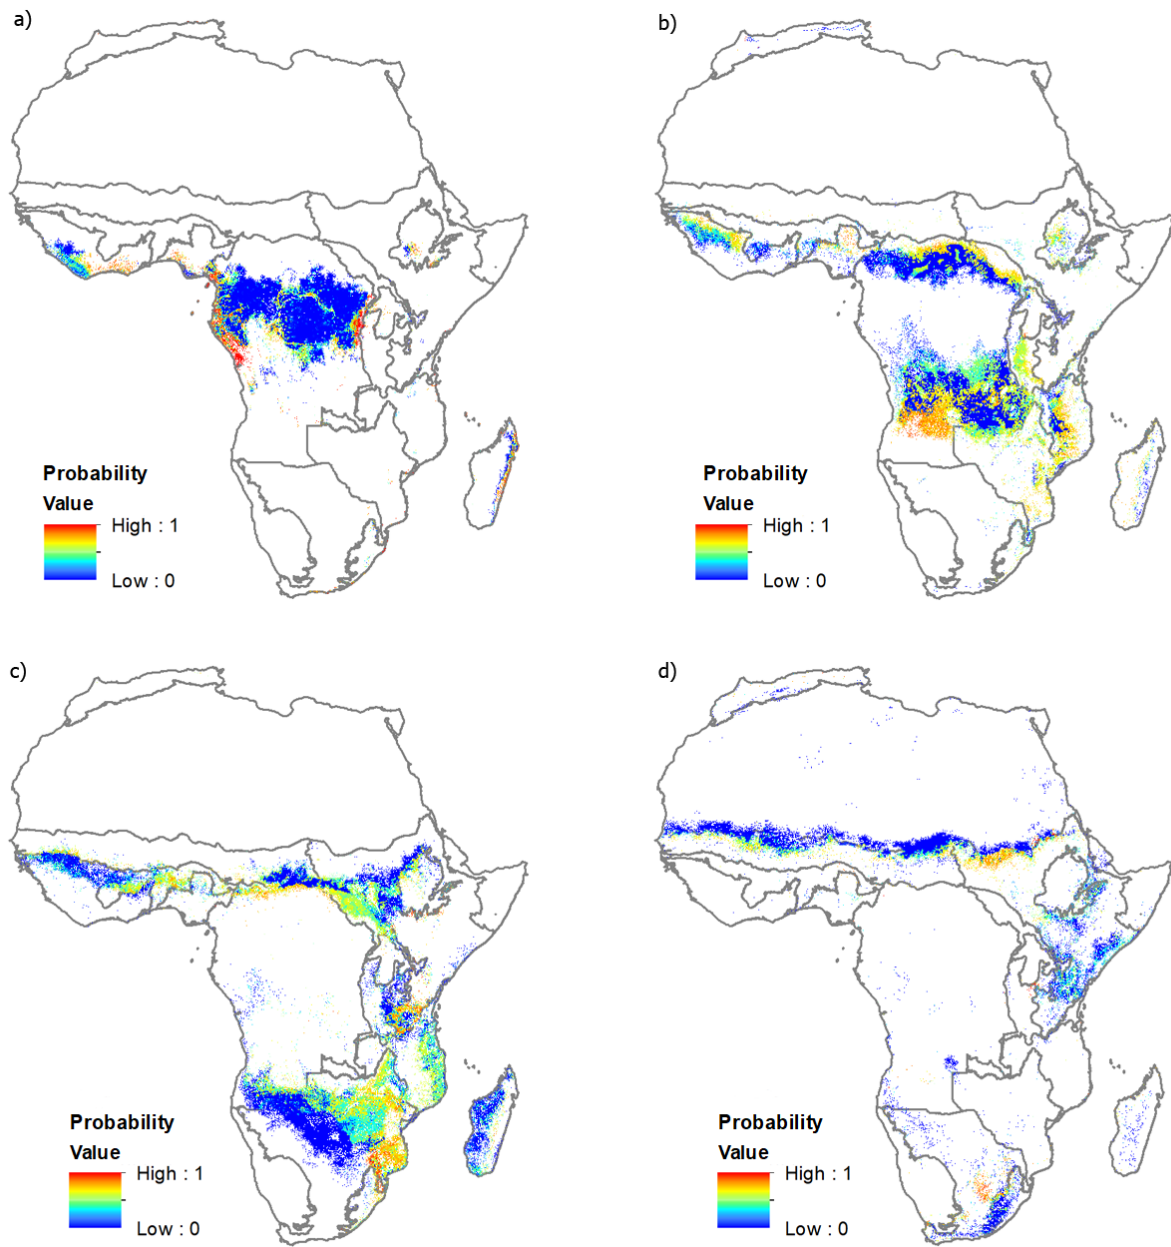 a)
b)
Probability
Value
High : 1
Low : 0
Probability
Value
High : 1
Low : 0
c)
d)
Probability
Value
High : 1
Low : 0
Probability
Value
High : 1
Low : 0